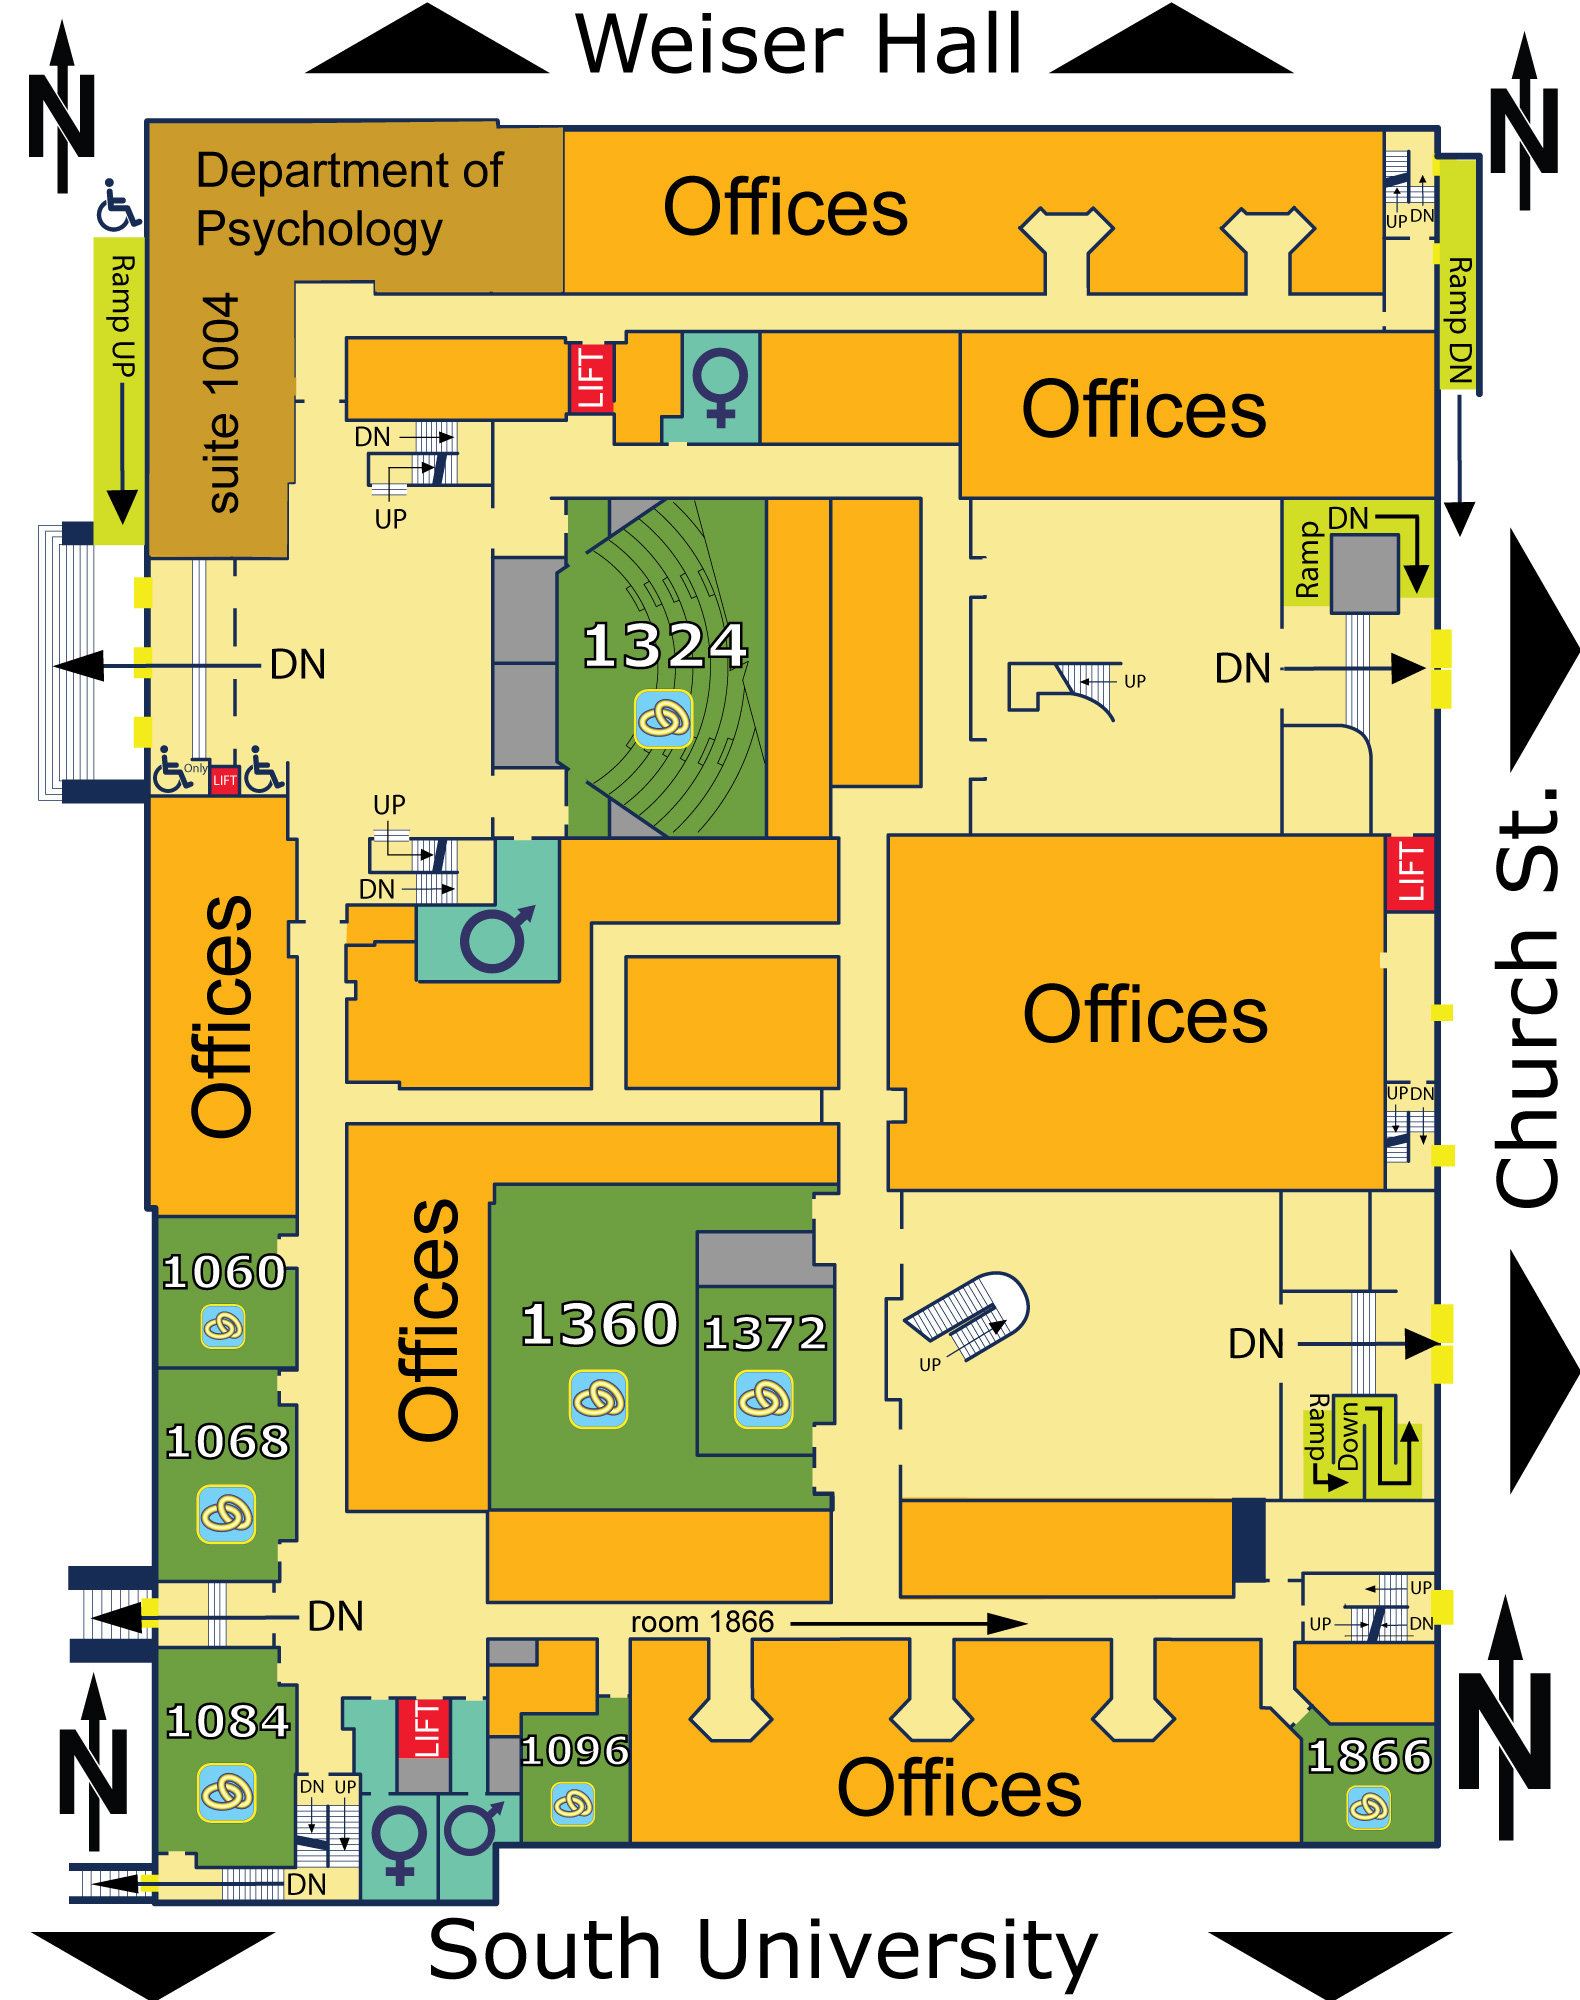 Weiser Hall
N
N
Department of
Psychology
suite 1004
Offices
UP
DN
Ramp UP
Ramp DN
LIFT
Offices
DN
UP
DN
Ramp
1324
DN
UP
DN
Only
LIFT
UP
DN
LIFT
Church St.
Offices
Offices
UP
DN
Offices
1060
1360
1372
UP
DN
1068
Ramp
Down
DN
room 1866
UP
UP
DN
1084
LIFT
1096
Offices
1866
N
N
DN
UP
DN
South University